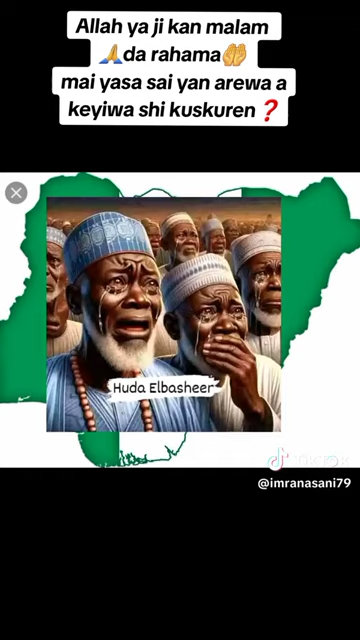 Allah ya ji kan malam
🙏da rahama🤲
mai yasa sai yan arewa a
keyiwa shi kuskuren ❓
Huda Elbasheer
@imranasani79